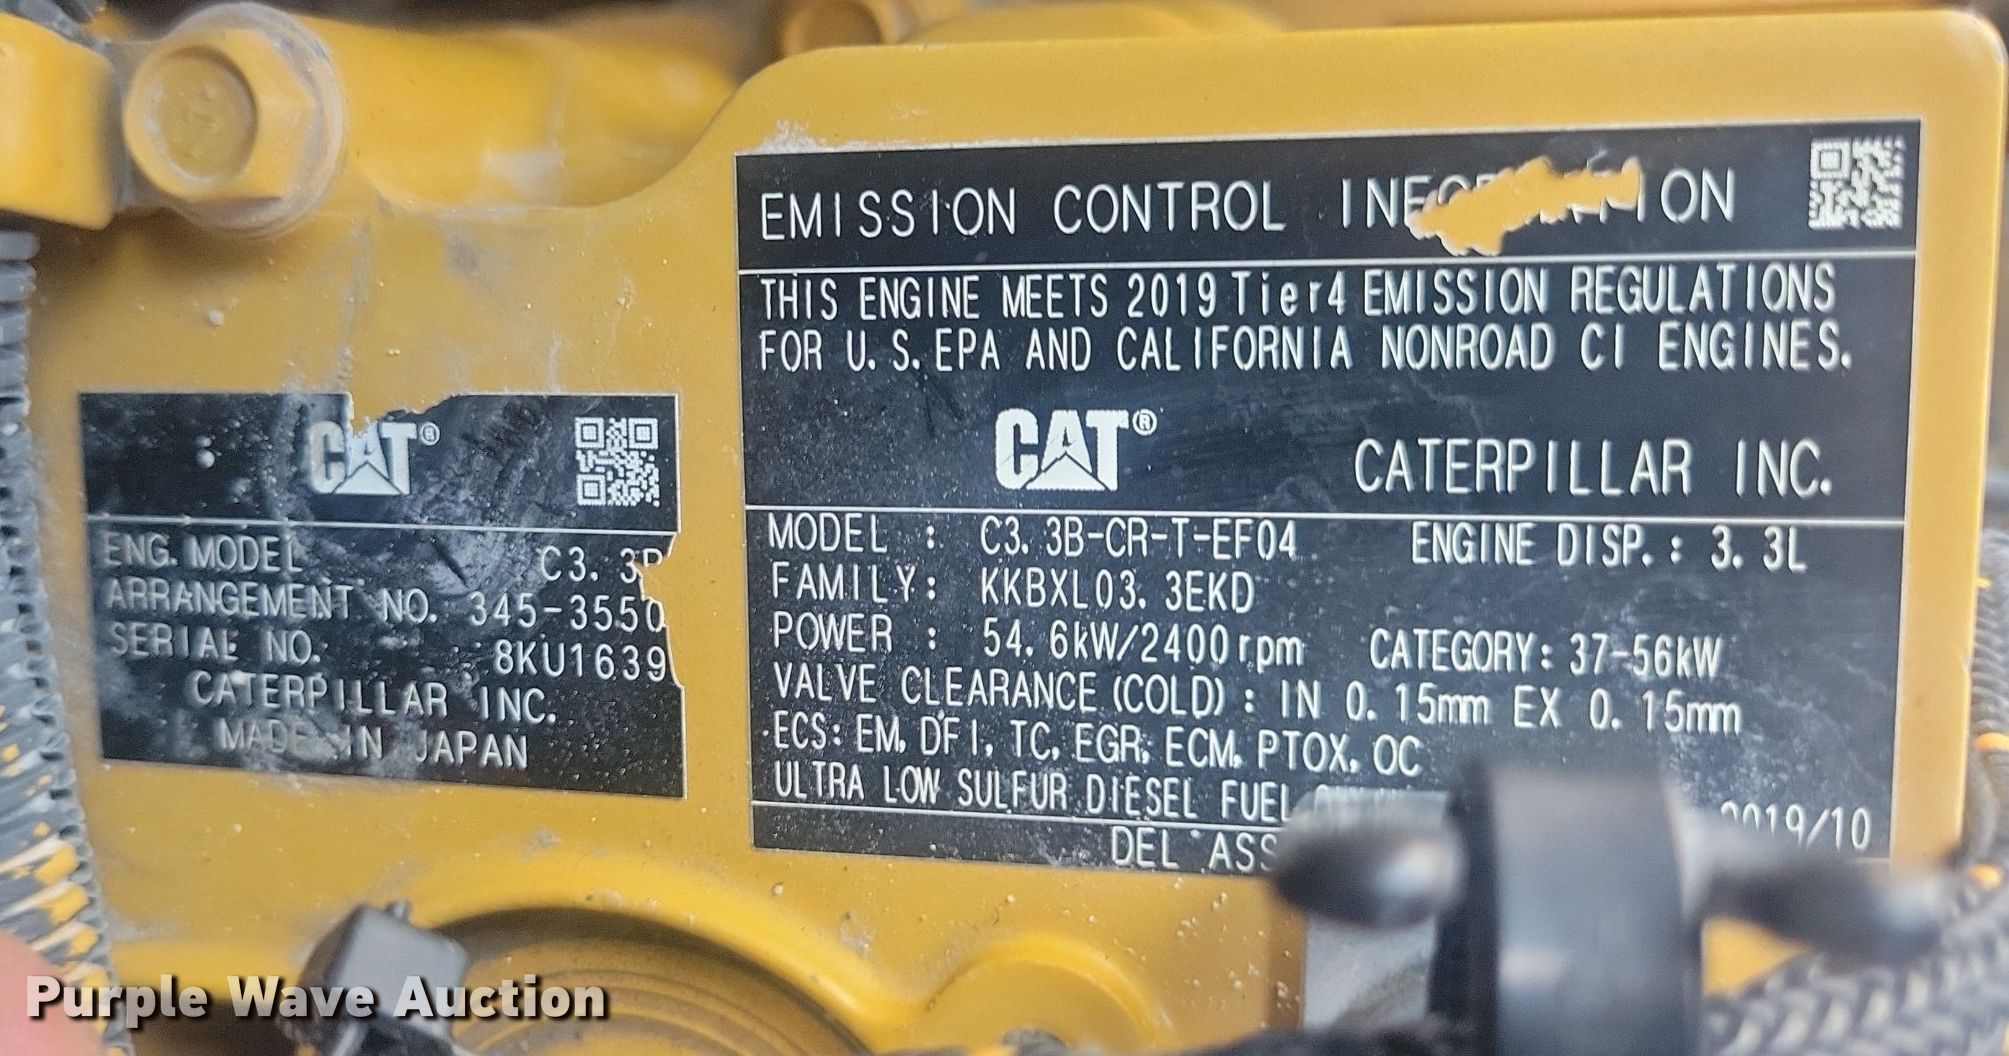 CAT®
ENG. MODEL C3. 3B
ARRANGEMENT NO. 345-3550
SERIAL NO. 8KU1639
CATERPILLAR INC.
MADE IN JAPAN
EMISSION CONTROL
THIS ENGINE MEETS 2019 Tier4 EMISSION REGULATIONS
FOR U. S. EPA AND CALIFORNIA NONROAD CI ENGINES.
CAT® CATERPILLAR INC.
MODEL : C3. 3B-CR-T-EF04 ENGINE DISP. : 3. 3L
FAMILY: KKBXL03. 3EKD
POWER : 54. 6kW/2400rpm CATEGORY: 37-56kW
VALVE CLEARANCE (COLD) : IN 0. 15mm EX 0. 15mm
ECS: EM, DFI, TC, EGR, ECM, PTOX, OC
ULTRA LOW SULFUR DIESEL FUEL 2019/10
DEL ASS
Purple Wave Auction